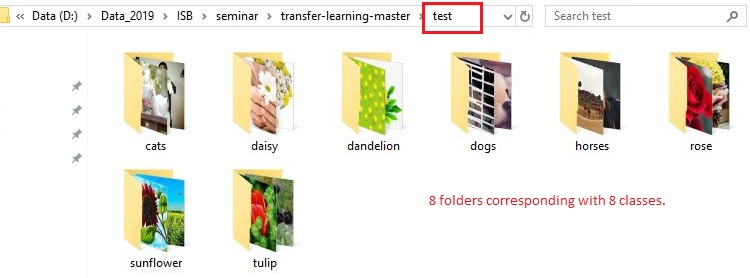 Data (D:) › Data_2019 › ISB › seminar › transfer-learning-master › test
Search test
cats
daisy
dandelion
dogs
horses
rose
sunflower
tulip
8 folders corresponding with 8 classes.